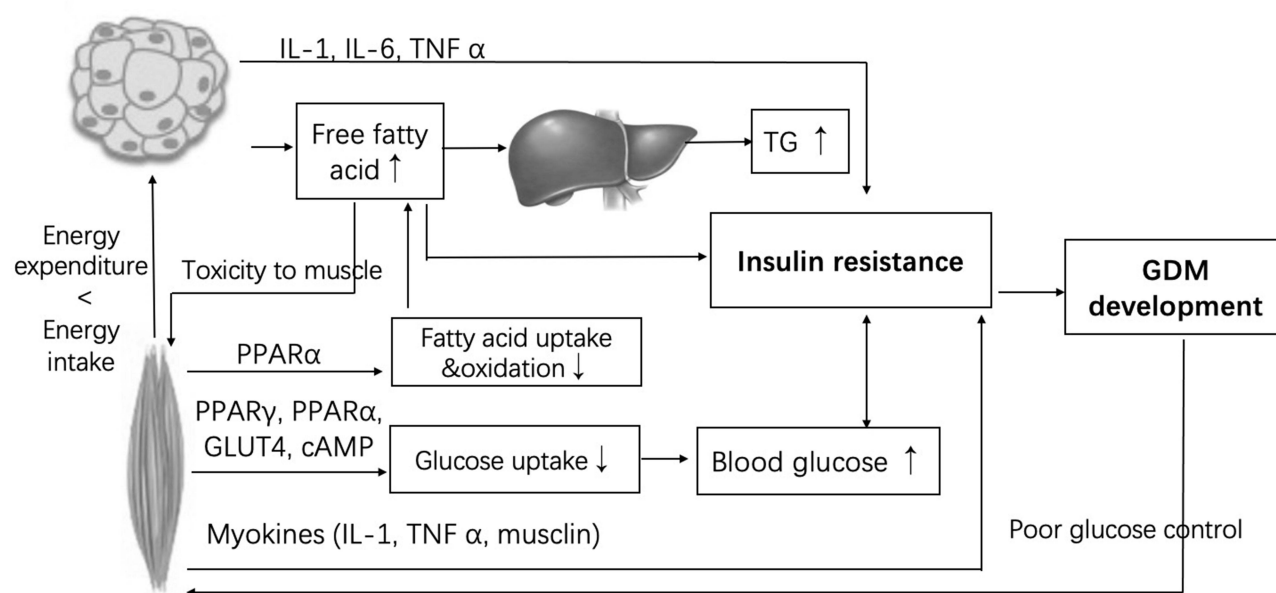 IL-1, IL-6, TNF α
Free fatty
acid ↑
TG ↑
Energy
expenditure
<
Energy
intake
Toxicity to muscle
Insulin resistance
GDM
development
PPARα
Fatty acid uptake
&oxidation ↓
PPARγ, PPARα,
GLUT4, cAMP
Glucose uptake ↓
Blood glucose ↑
Myokines (IL-1, TNF α, musclin)
Poor glucose control